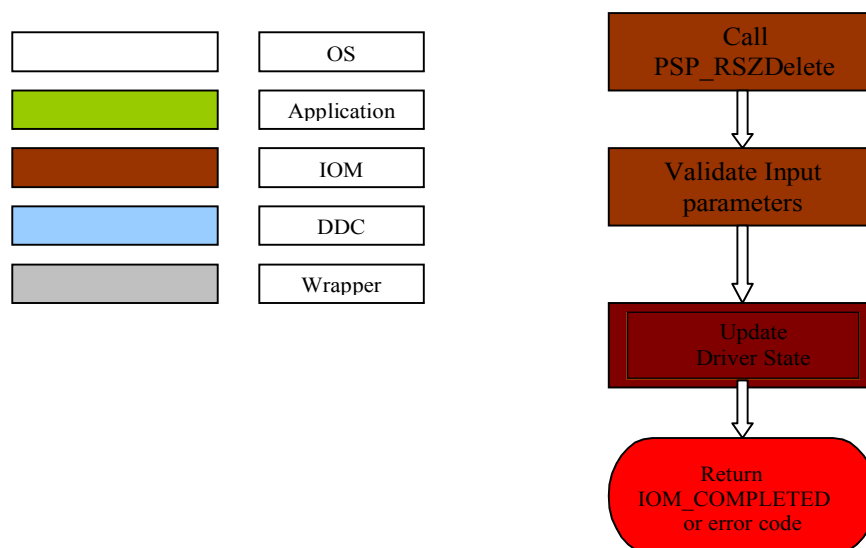 OS
Application
IOM
DDC
Wrapper
Call
PSP_RSZDelete
Validate Input
parameters
Update
Driver State
Return
IOM_COMPLETED
or error code